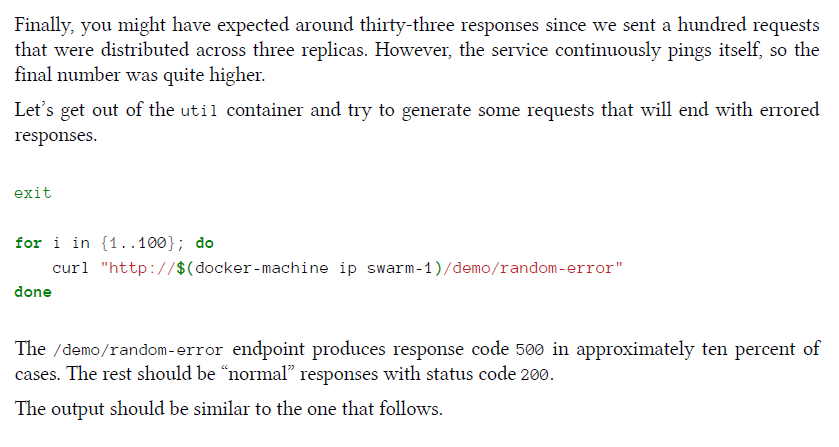 Finally, you might have expected around thirty-three responses since we sent a hundred requests
that were distributed across three replicas. However, the service continuously pings itself, so the
final number was quite higher.
Let’s get out of the util container and try to generate some requests that will end with errored
responses.
exit
for i in {1..100}; do
    curl "http://$(docker-machine ip swarm-1)/demo/random-error"
done
The /demo/random-error endpoint produces response code 500 in approximately ten percent of
cases. The rest should be “normal” responses with status code 200.
The output should be similar to the one that follows.